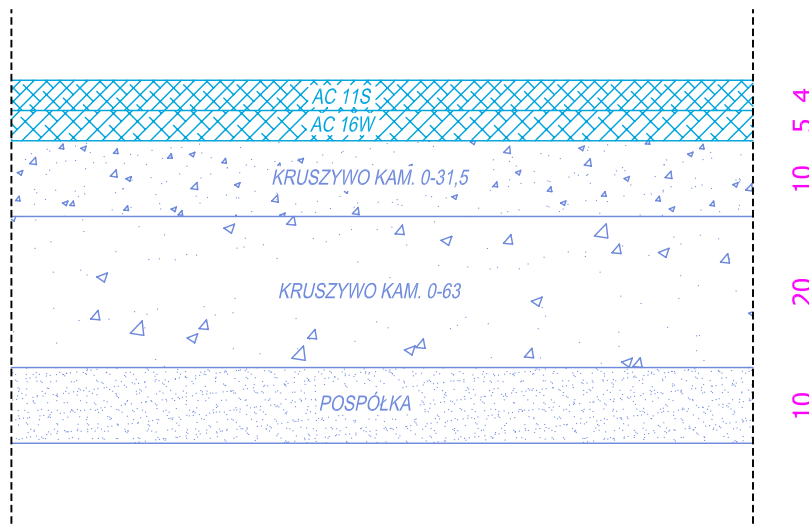 AC 11S
4
AC 16W
5
KRUSZYWO KAM. 0-31,5
10
KRUSZYWO KAM. 0-63
20
POSPÓŁKA
10